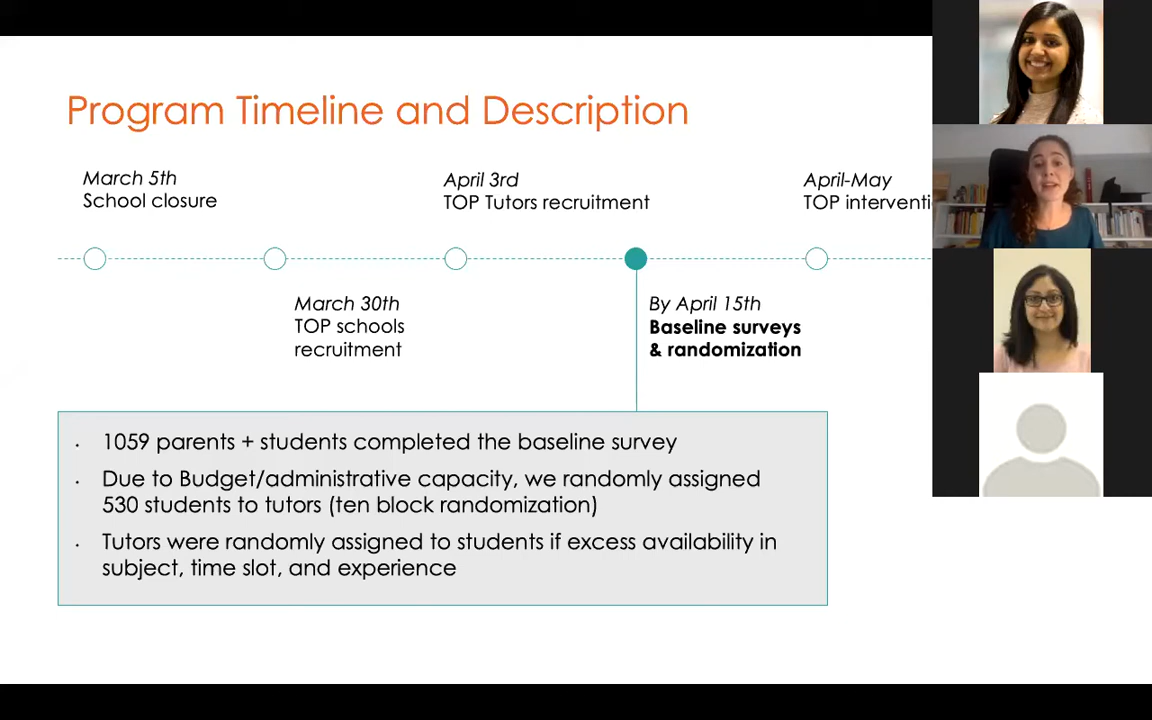 Program Timeline and Description
March 5th
School closure
April 3rd
TOP Tutors recruitment
April-May
TOP interventi
March 30th
TOP schools
recruitment
By April 15th
Baseline surveys
& randomization
· 1059 parents + students completed the baseline survey
· Due to Budget/administrative capacity, we randomly assigned
530 students to tutors (ten block randomization)
· Tutors were randomly assigned to students if excess availability in
subject, time slot, and experience